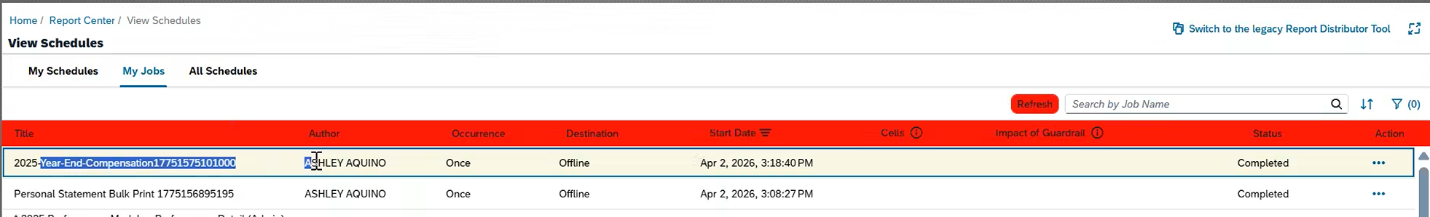 Home / Report Center / View Schedules
Switch to the legacy Report Distributor Tool
View Schedules
My Schedules My Jobs All Schedules
Refresh Search by Job Name (0)
Title Author Occurrence Destination Start Date Cells Impact of Guardrail Status Action
2025-Year-End-Compensation17751575101000 ASHLEY AQUINO Once Offline Apr 2, 2026, 3:18:40 PM Completed
Personal Statement Bulk Print 1775156895195 ASHLEY AQUINO Once Offline Apr 2, 2026, 3:08:27 PM Completed